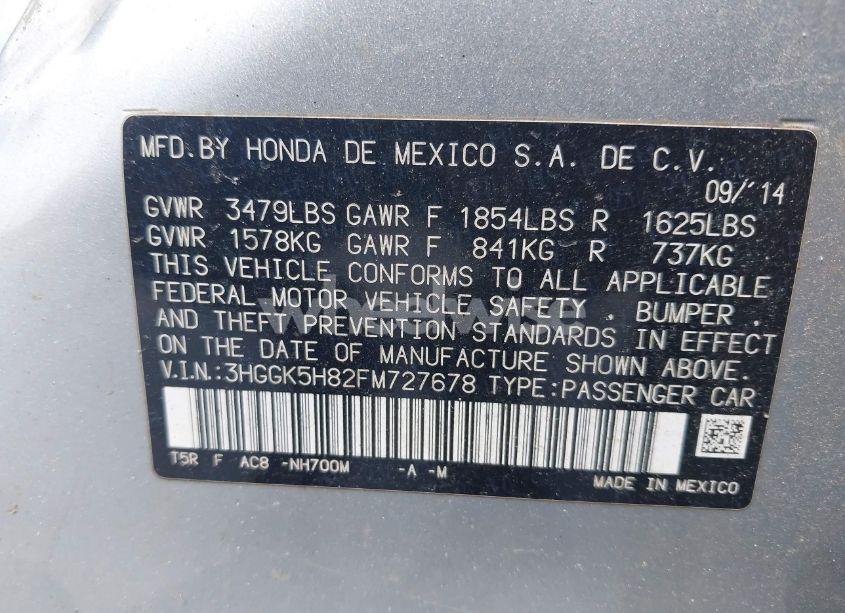 MFD.BY HONDA DE MEXICO S.A. DE C.V.
09/'14
GVWR 3479LBS GAWR F 1854LBS R 1625LBS
GVWR 1578KG GAWR F 841KG R 737KG
THIS VEHICLE CONFORMS TO ALL APPLICABLE
FEDERAL MOTOR VEHICLE SAFETY . BUMPER .
AND THEFT PREVENTION STANDARDS IN EFFECT
ON THE DATE OF MANUFACTURE SHOWN ABOVE.
V.I.N.:3HGGK5H82FM727678 TYPE:PASSENGER CAR
T5R F AC8 -NH700M -A -M
MADE IN MEXICO
wheelwise